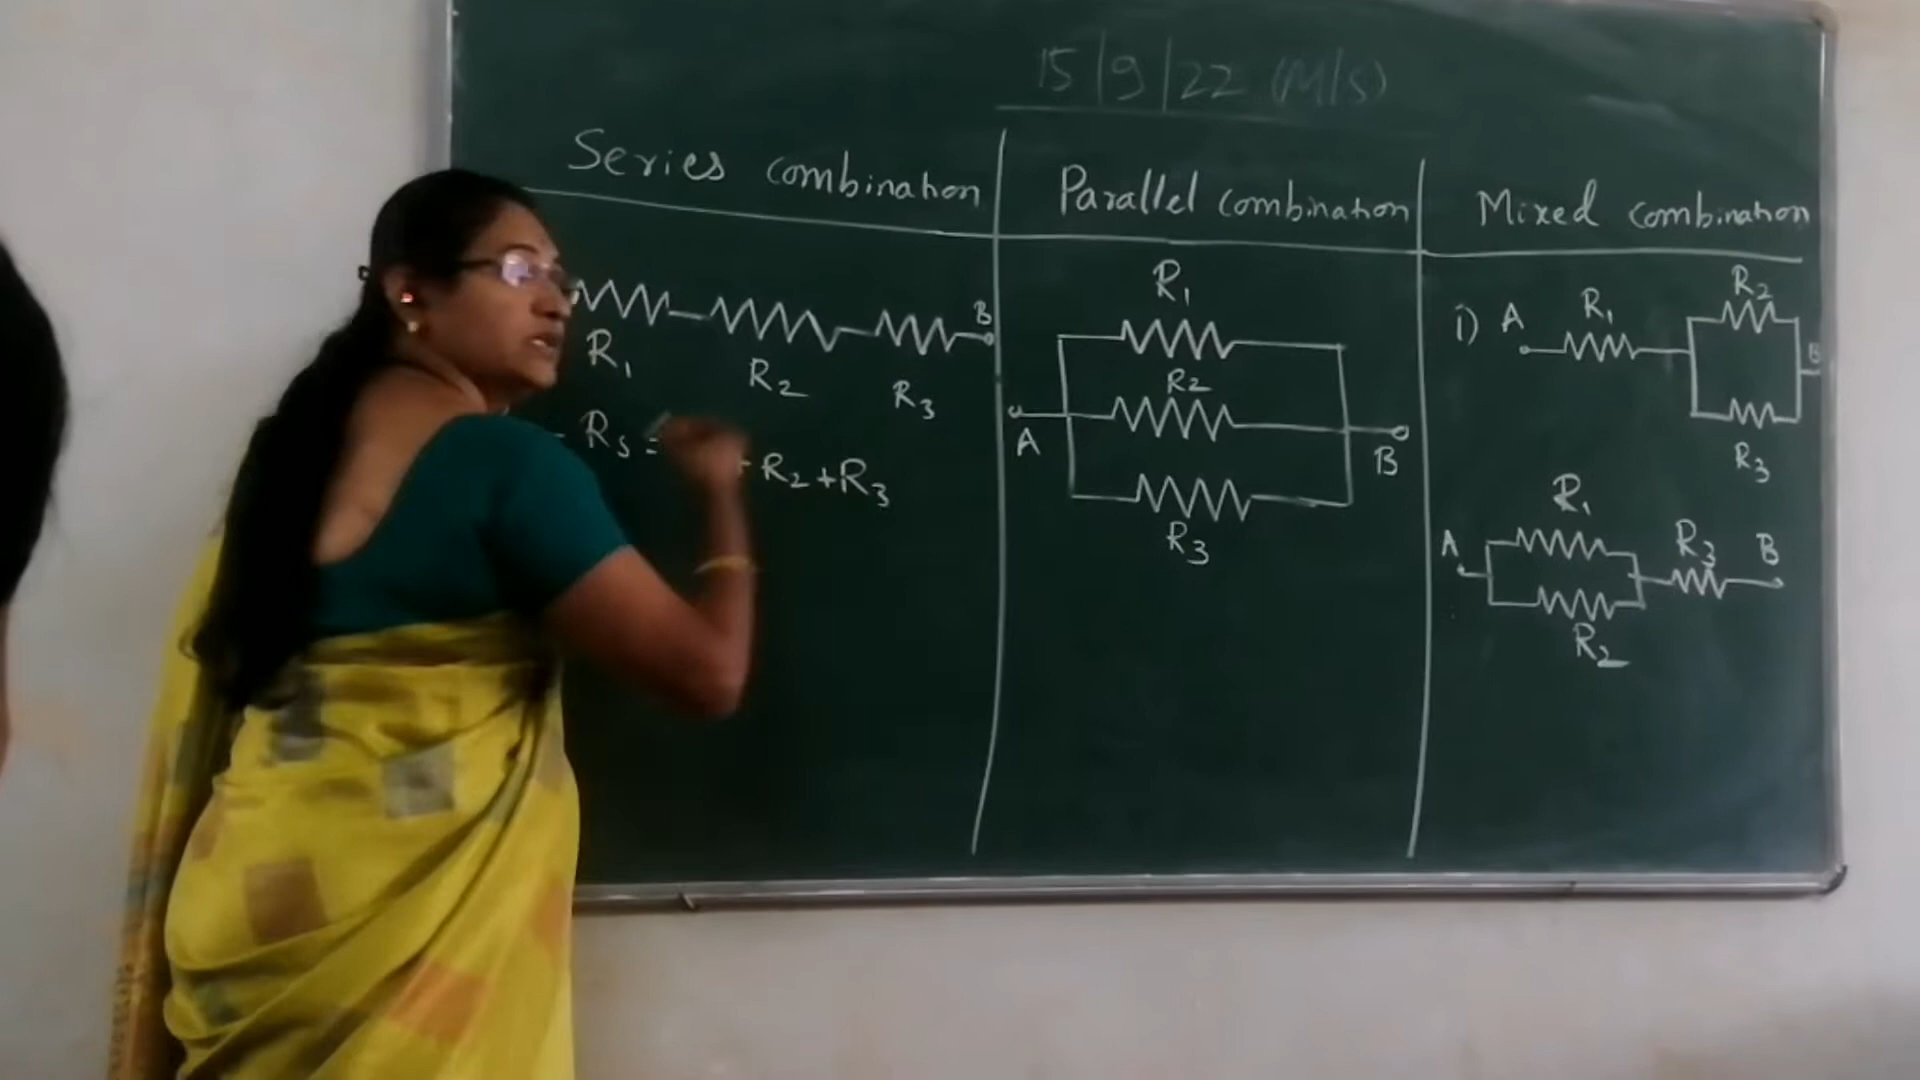 15/9/22 (M/s)
Series combination
R1
R2
R3
B
Rs = + R2 + R3
Parallel combination
R1
R2
A
B
R3
Mixed combination
i) A
R1
R2
B
R3
R1
A
R3
B
R2